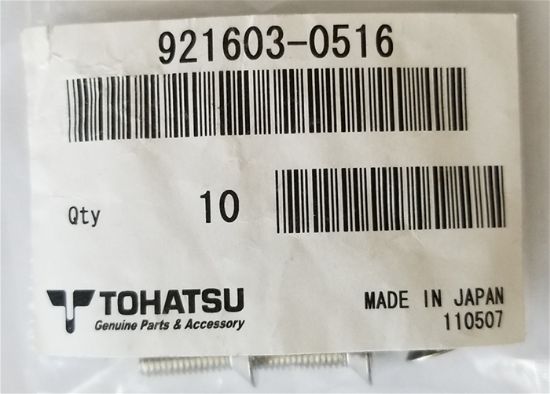 921603-0516
Qty 10
TOHATSU
Genuine Parts & Accessory
MADE IN JAPAN
110507